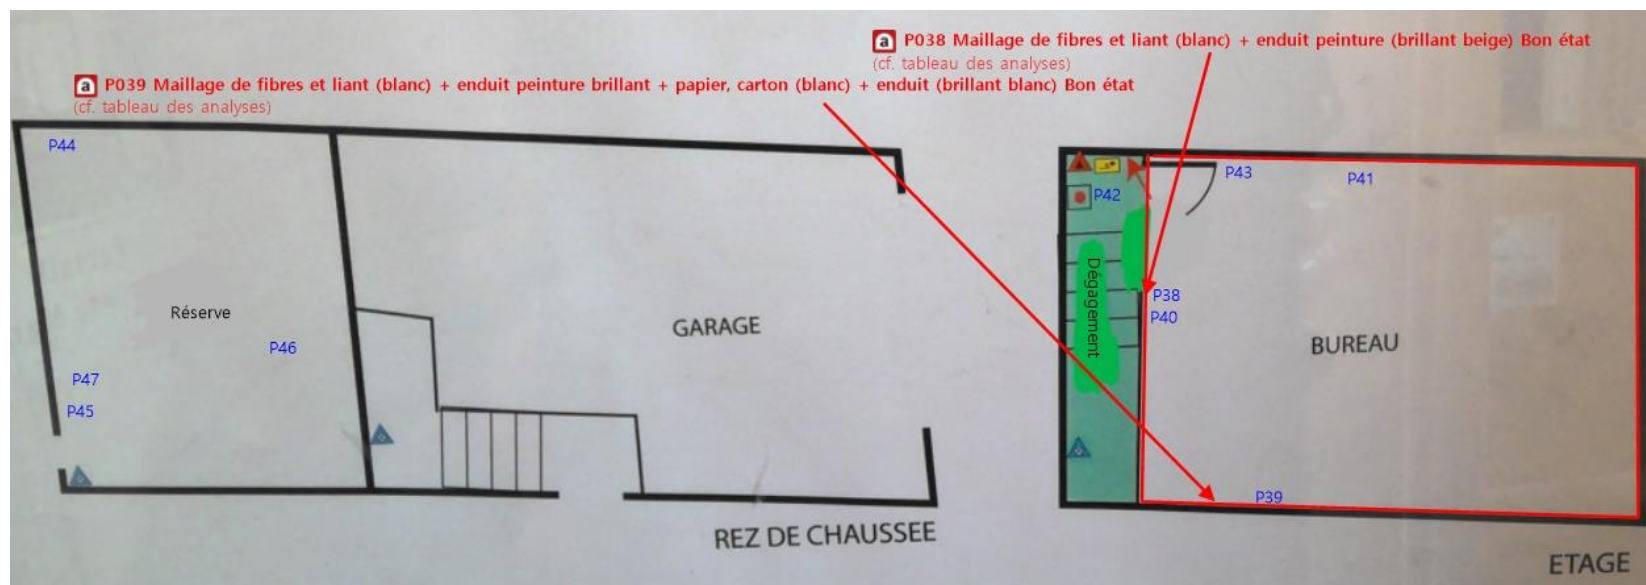 a P038 Maillage de fibres et liant (blanc) + enduit peinture (brillant beige) Bon état
(cf. tableau des analyses)
a P039 Maillage de fibres et liant (blanc) + enduit peinture brillant + papier, carton (blanc) + enduit (brillant blanc) Bon état
(cf. tableau des analyses)
P44
Réserve
P46
P47
P45
GARAGE
REZ DE CHAUSSEE
P43
P41
P42
Dégagement
P38
P40
BUREAU
P39
ETAGE